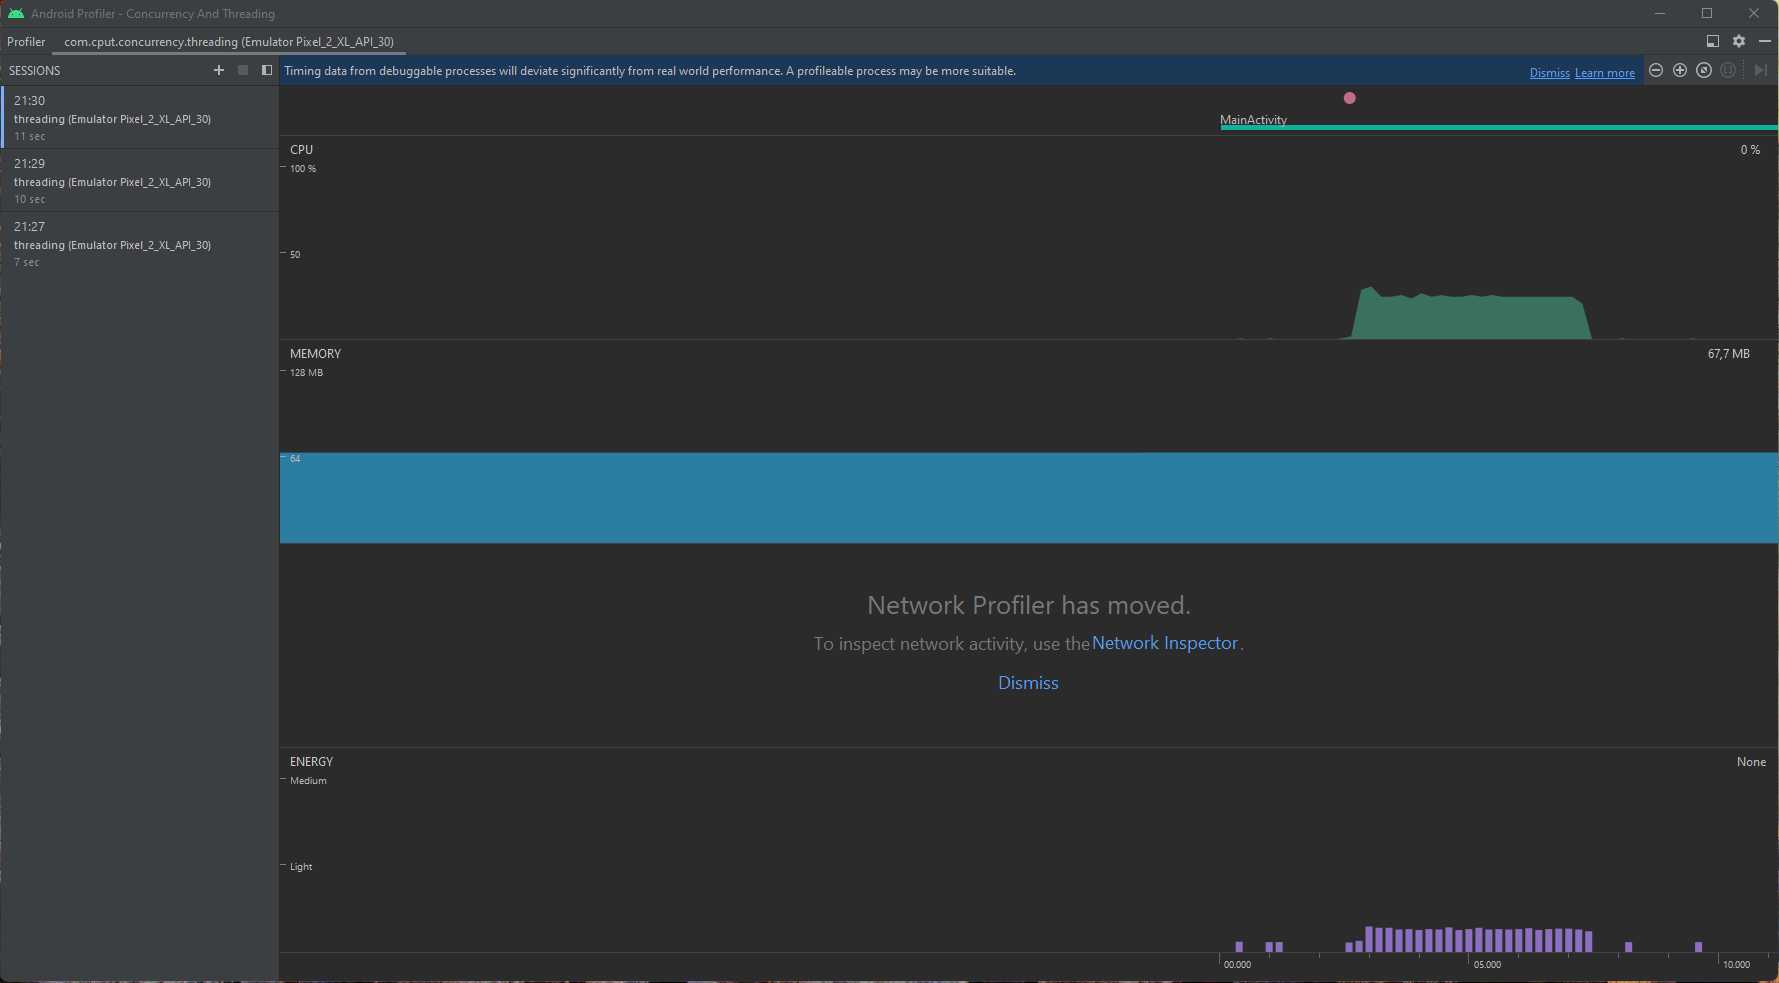 Android Profiler - Concurrency And Threading
Profiler com.cput.concurrency.threading (Emulator Pixel_2_XL_API_30)
SESSIONS
Timing data from debuggable processes will deviate significantly from real world performance. A profileable process may be more suitable. Dismiss Learn more
21:30
threading (Emulator Pixel_2_XL_API_30)
11 sec
21:29
threading (Emulator Pixel_2_XL_API_30)
10 sec
21:27
threading (Emulator Pixel_2_XL_API_30)
7 sec
MainActivity
CPU 0 %
100 %
50
MEMORY 67,7 MB
128 MB
64
Network Profiler has moved.
To inspect network activity, use the Network Inspector.
Dismiss
ENERGY None
Medium
Light
00.000 05.000 10.000